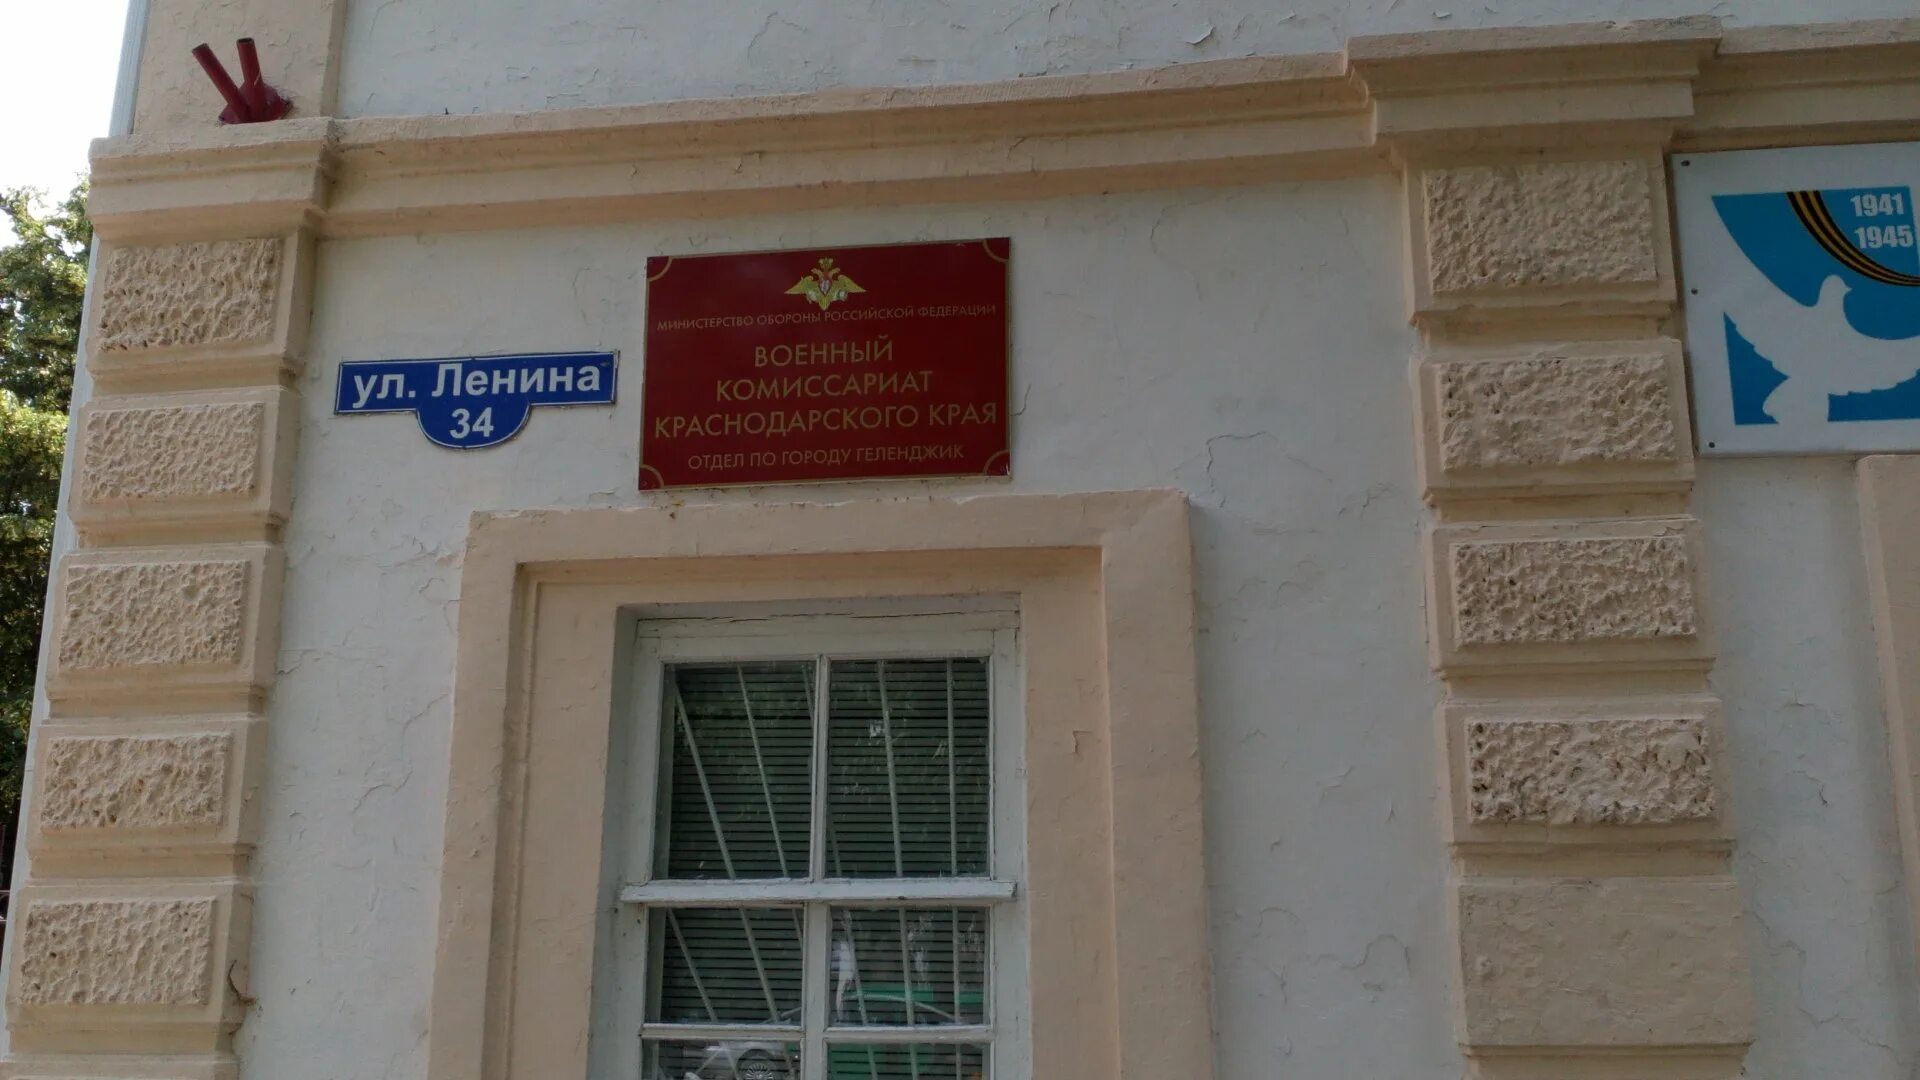 ул. Ленина
34
МИНИСТЕРСТВО ОБОРОНЫ РОССИЙСКОЙ ФЕДЕРАЦИИ
ВОЕННЫЙ
КОМИССАРИАТ
КРАСНОДАРСКОГО КРАЯ
ОТДЕЛ ПО ГОРОДУ ГЕЛЕНДЖИК
1941
1945